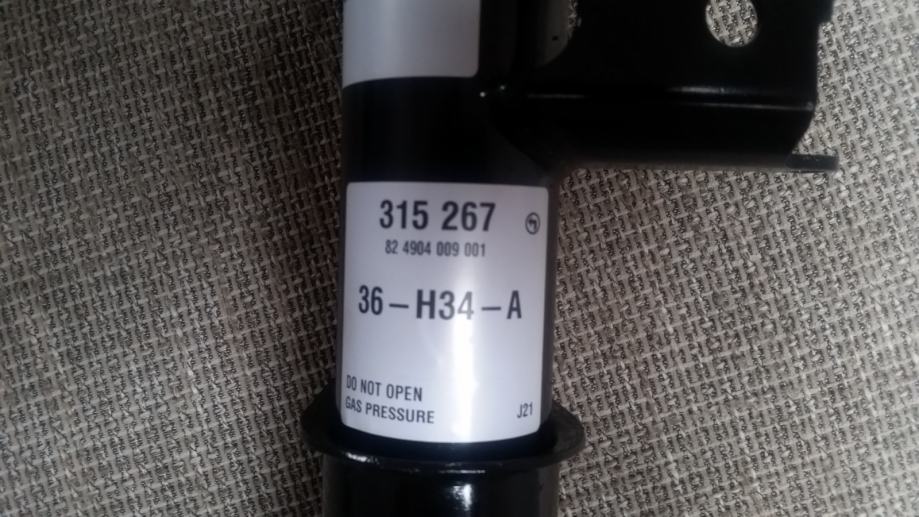 315 267
82 4904 009 001
36-H34-A
DO NOT OPEN
GAS PRESSURE
J21